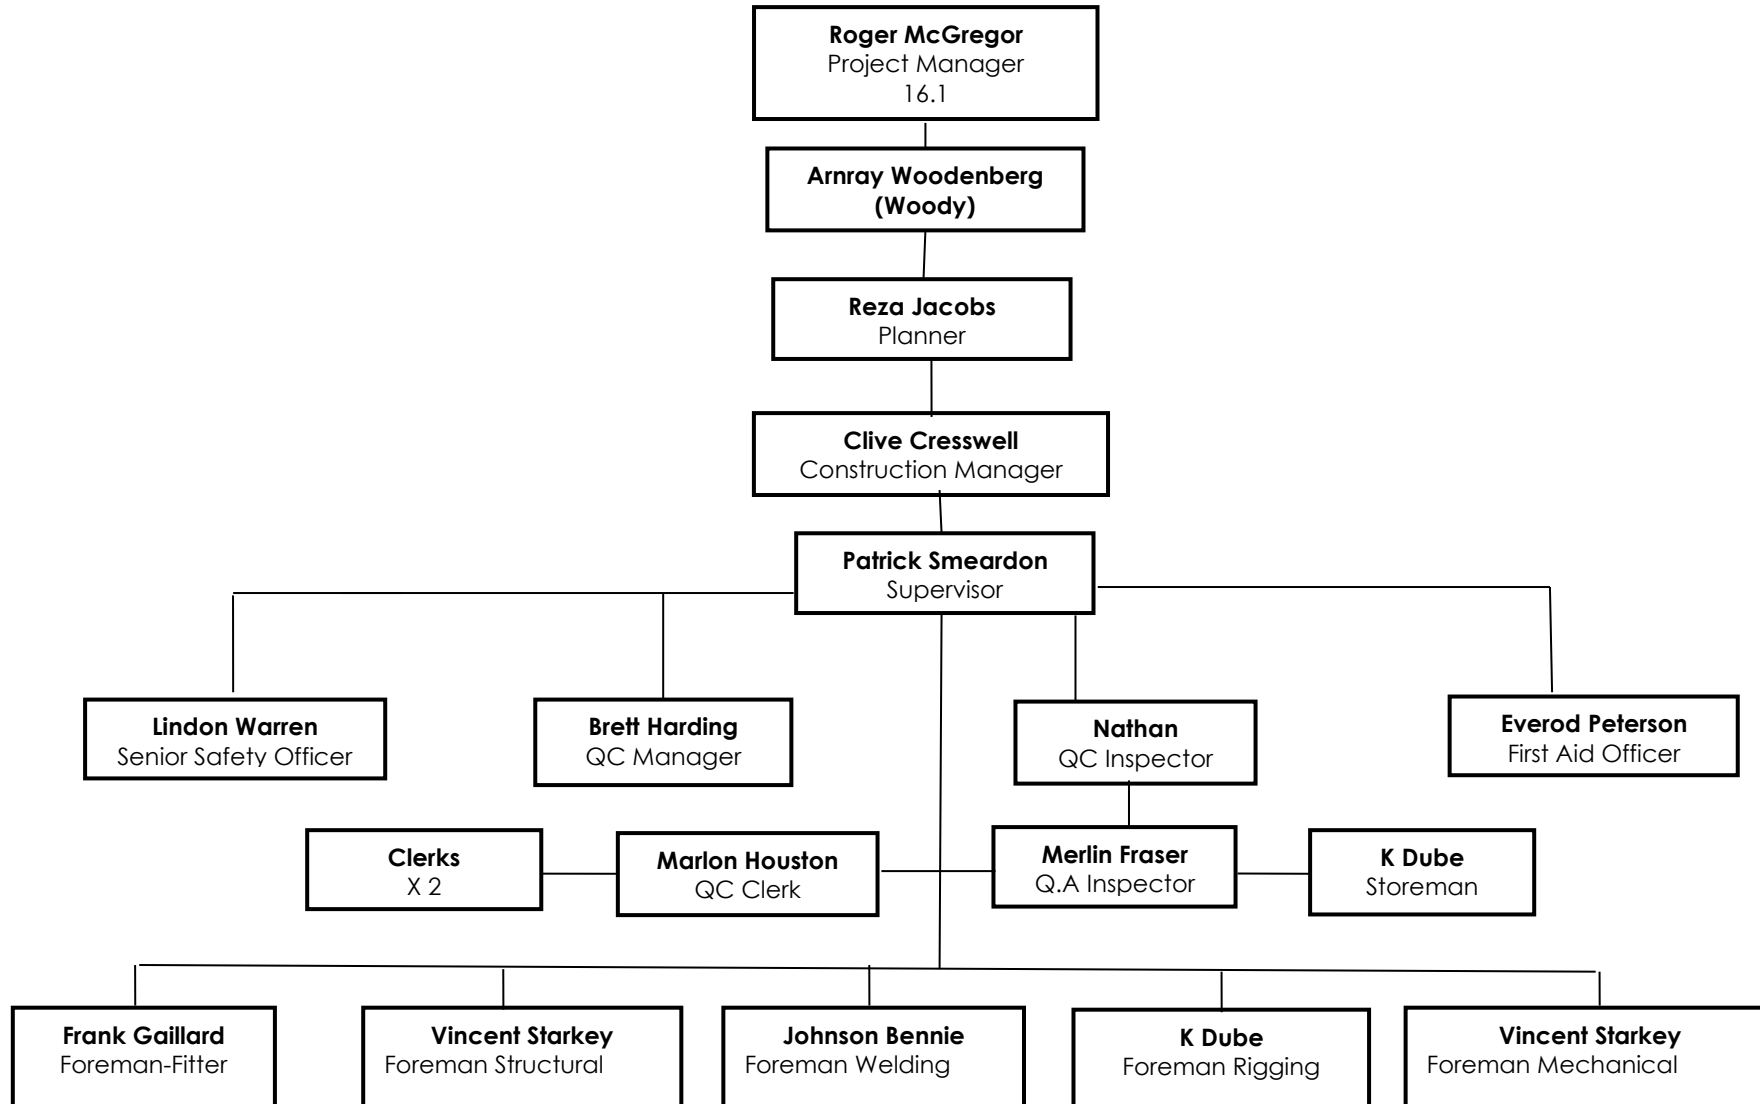 Roger McGregor
Project Manager
16.1
Arnray Woodenberg
(Woody)
Reza Jacobs
Planner
Clive Cresswell
Construction Manager
Patrick Smeardon
Supervisor
Lindon Warren
Senior Safety Officer
Brett Harding
QC Manager
Nathan
QC Inspector
Everod Peterson
First Aid Officer
Clerks
X 2
Marlon Houston
QC Clerk
Merlin Fraser
Q.A Inspector
K Dube
Storeman
Frank Gaillard
Foreman-Fitter
Vincent Starkey
Foreman Structural
Johnson Bennie
Foreman Welding
K Dube
Foreman Rigging
Vincent Starkey
Foreman Mechanical